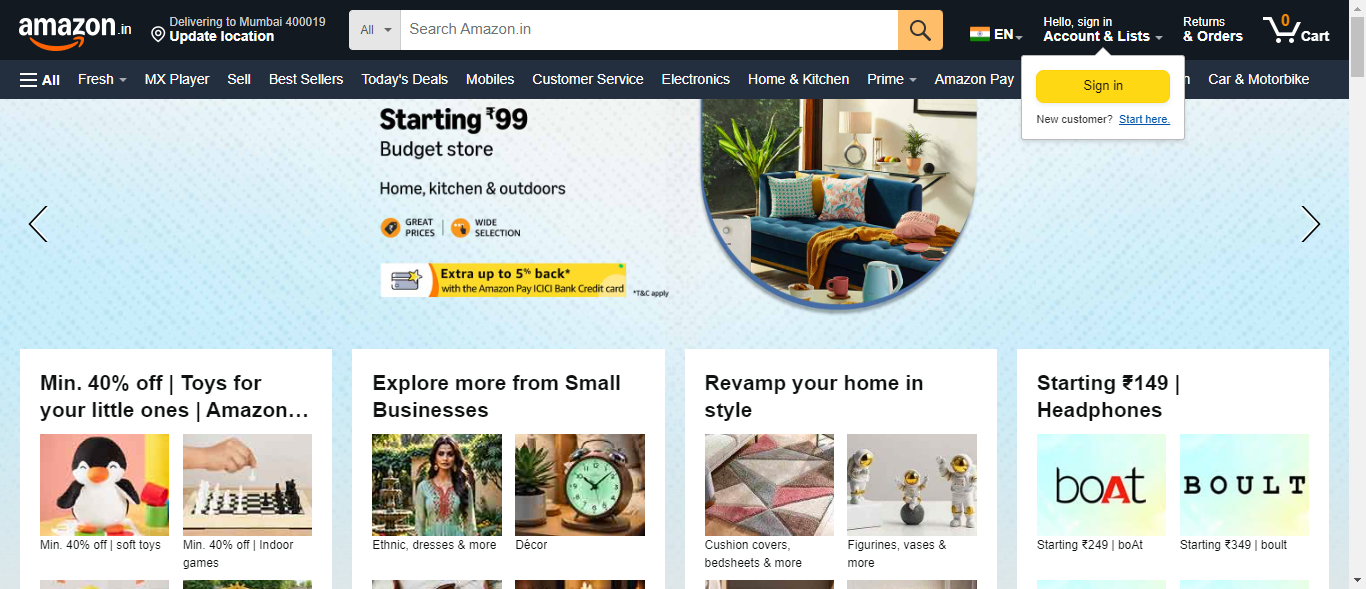 amazon.in
Delivering to Mumbai 400019
Update location
All
Search Amazon.in
EN
Hello, sign in
Account & Lists
Returns
& Orders
0
Cart
All Fresh MX Player Sell Best Sellers Today's Deals Mobiles Customer Service Electronics Home & Kitchen Prime Amazon Pay Car & Motorbike
Sign in
New customer? Start here.
Starting ₹99
Budget store
Home, kitchen & outdoors
GREAT
PRICES
WIDE
SELECTION
Extra up to 5% back*
with the Amazon Pay ICICI Bank Credit card
*T&C apply
Min. 40% off | Toys for
your little ones | Amazon…
Min. 40% off | soft toys
Min. 40% off | Indoor
games
Explore more from Small
Businesses
Ethnic, dresses & more
Décor
Revamp your home in
style
Cushion covers,
bedsheets & more
Figurines, vases &
more
Starting ₹149 |
Headphones
boAt
BOULT
Starting ₹249 | boAt
Starting ₹349 | boult